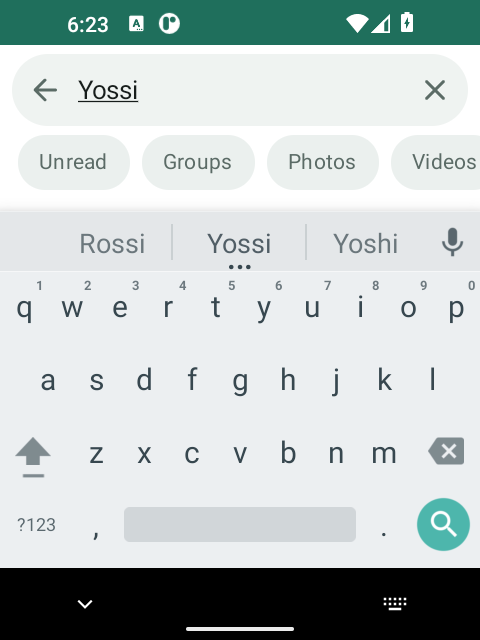 6:23 A
Yossi
Unread Groups Photos Videos
Rossi Yossi Yoshi
1 2 3 4 5 6 7 8 9 0
q w e r t y u i o p
a s d f g h j k l
z x c v b n m
?123 , .